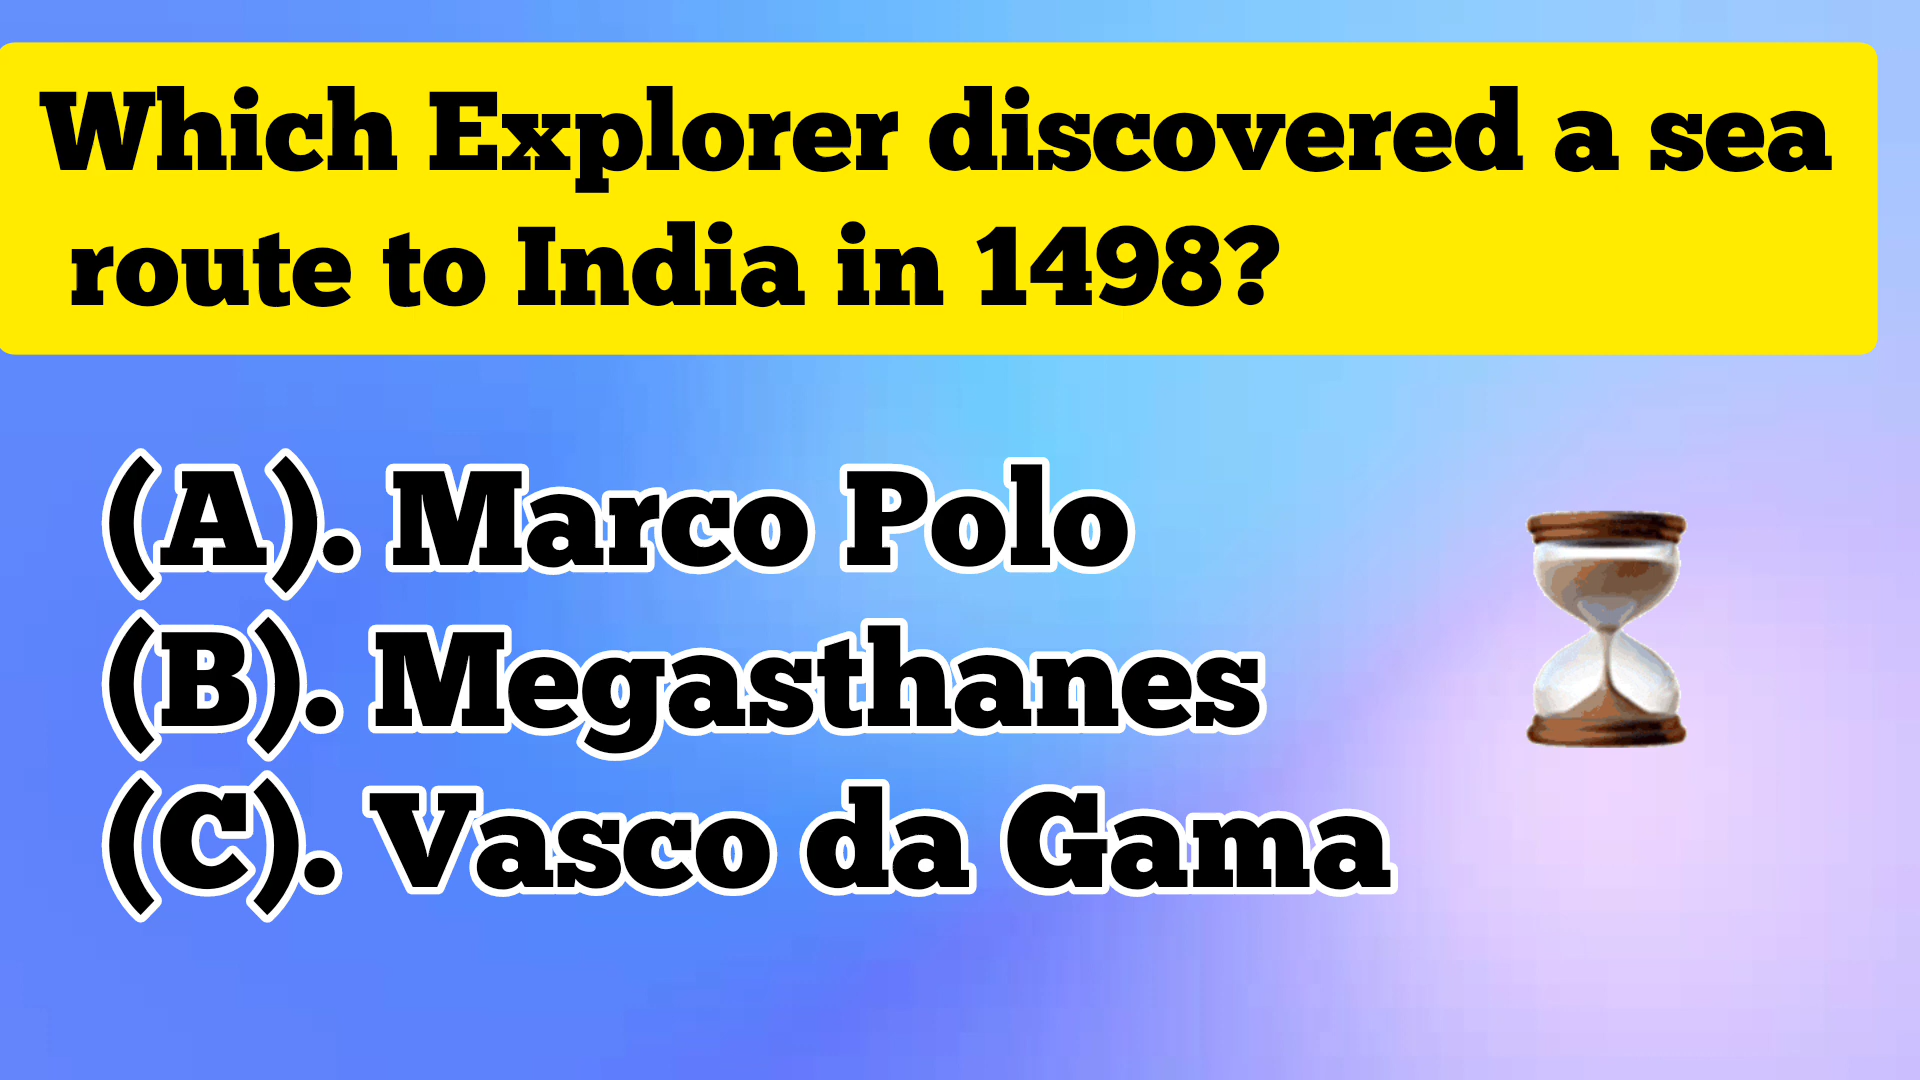 Which Explorer discovered a sea
route to India in 1498?
(A). Marco Polo
(B). Megasthanes
(C). Vasco da Gama